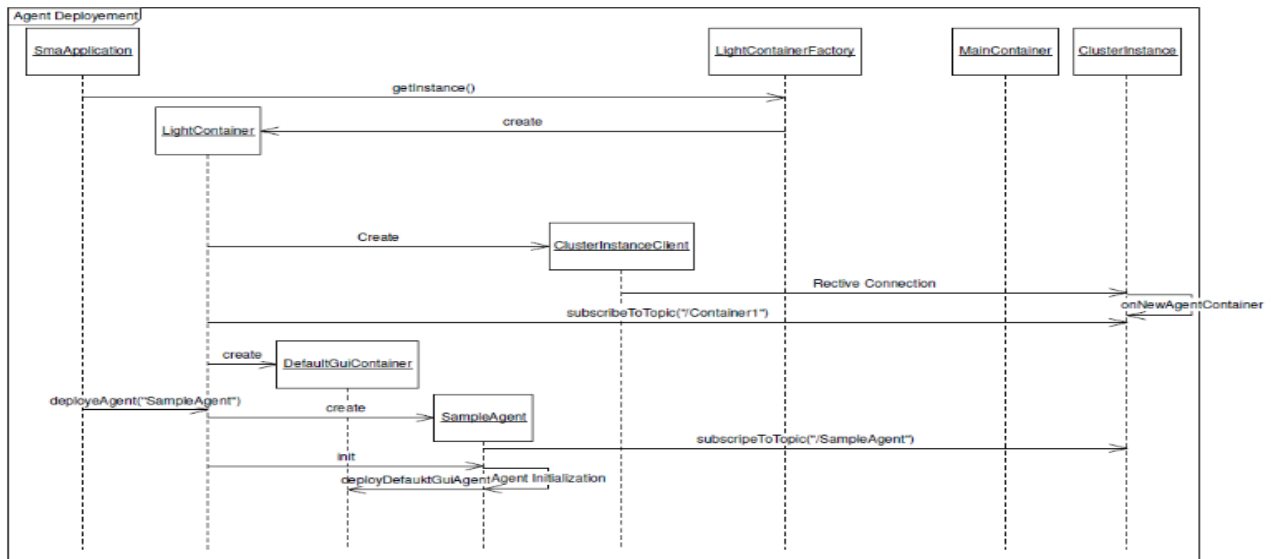 Agent Deployement
SmaApplication
LightContainerFactory
MainContainer
ClusterInstance
getInstance()
create
LightContainer
Create
ClusterInstanceClient
Rective Connection
onNewAgentContainer
subscribeToTopic("/Container1")
create
DefaultGuiContainer
deployeAgent("SampleAgent")
create
SampleAgent
subscripeToTopic("/SampleAgent")
init
deployDefauktGuiAgent
Agent Initialization